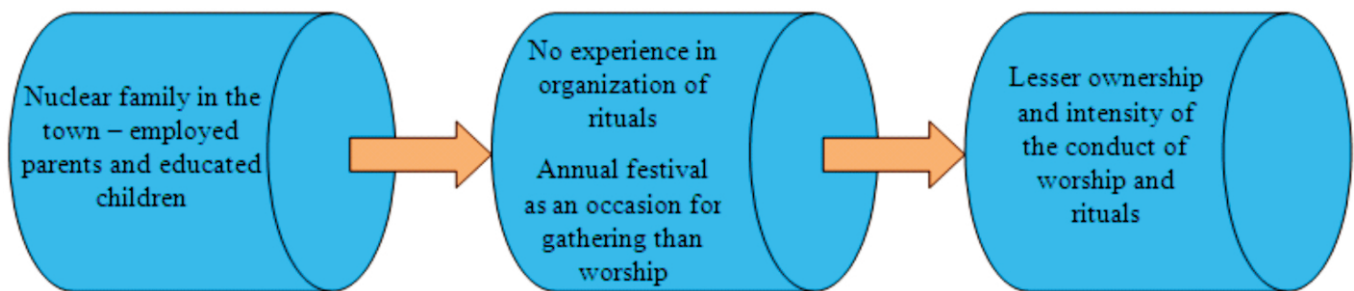 Nuclear family in the
town – employed
parents and educated
children
No experience in
organization of
rituals
Annual festival
as an occasion for
gathering than
worship
Lesser ownership
and intensity of
the conduct of
worship and
rituals